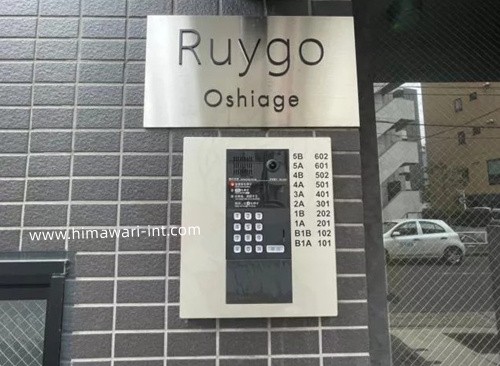 Ruygo
Oshiage
5B 602
5A 601
4B 502
4A 501
3A 401
2A 301
1B 202
1A 201
B1B 102
B1A 101
www.himawari-int.com